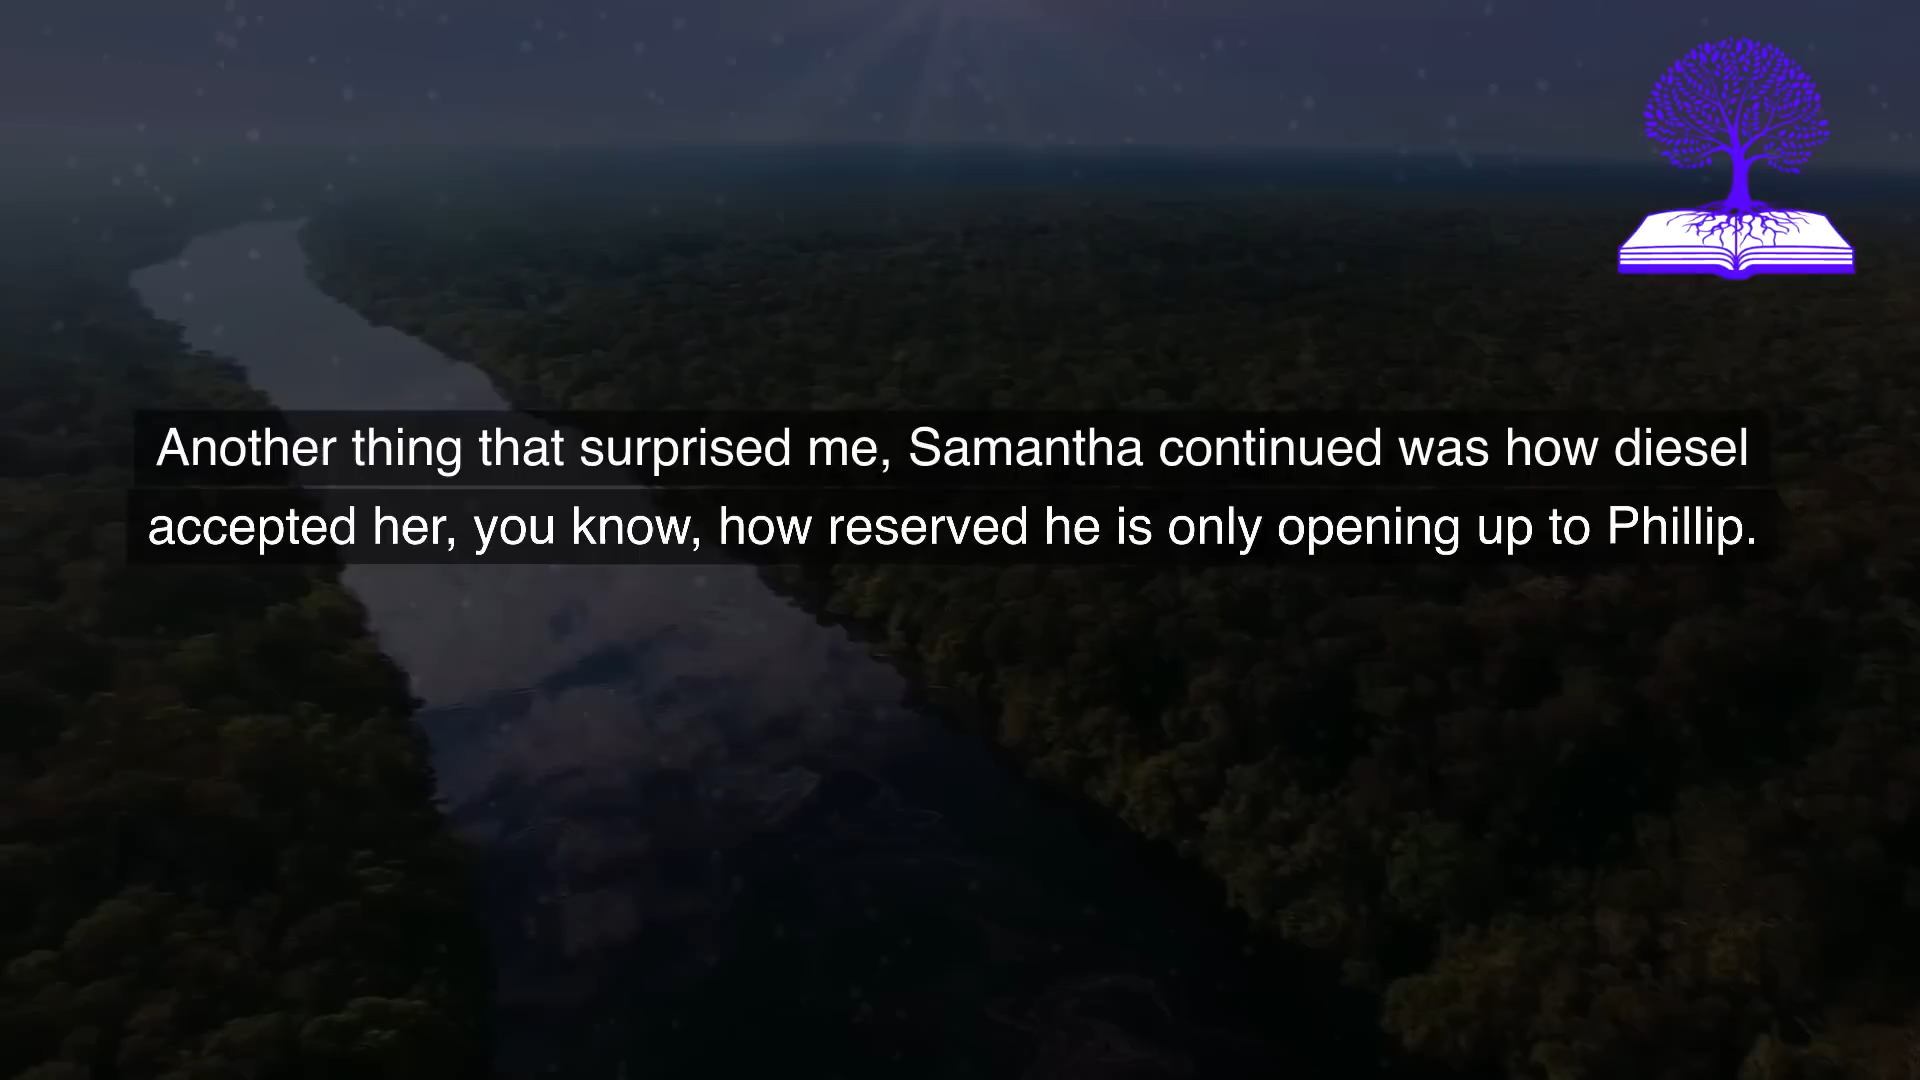 Another thing that surprised me, Samantha continued was how diesel
accepted her, you know, how reserved he is only opening up to Phillip.